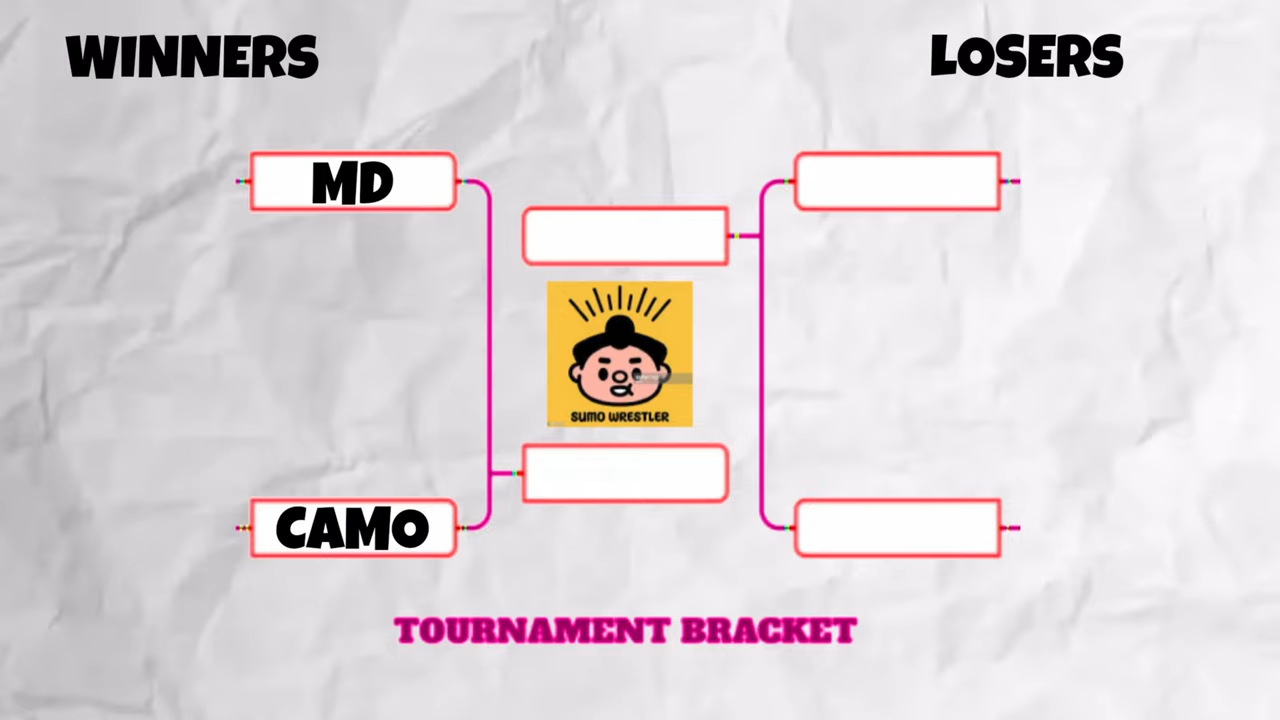 WINNERS
LOSERS
MD
SUMO WRESTLER
CAMO
TOURNAMENT BRACKET